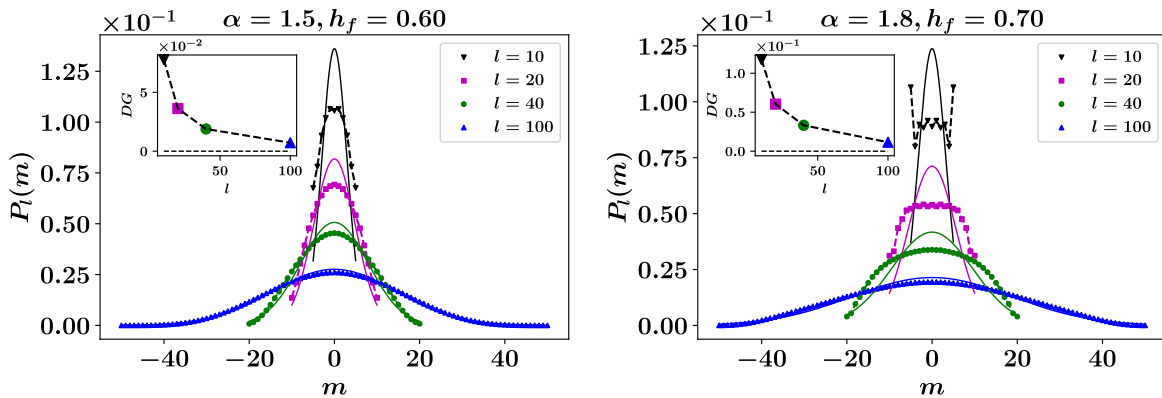 ×10⁻¹ α = 1.5, h_f = 0.60
1.25
1.00
0.75
0.50
0.25
0.00
P_l(m)
−40 −20 0 20 40
m
×10⁻²
5
0
DG
50 100
l
l = 10
l = 20
l = 40
l = 100
×10⁻¹ α = 1.8, h_f = 0.70
1.25
1.00
0.75
0.50
0.25
0.00
P_l(m)
−40 −20 0 20 40
m
×10⁻¹
1.0
0.5
0.0
DG
50 100
l
l = 10
l = 20
l = 40
l = 100